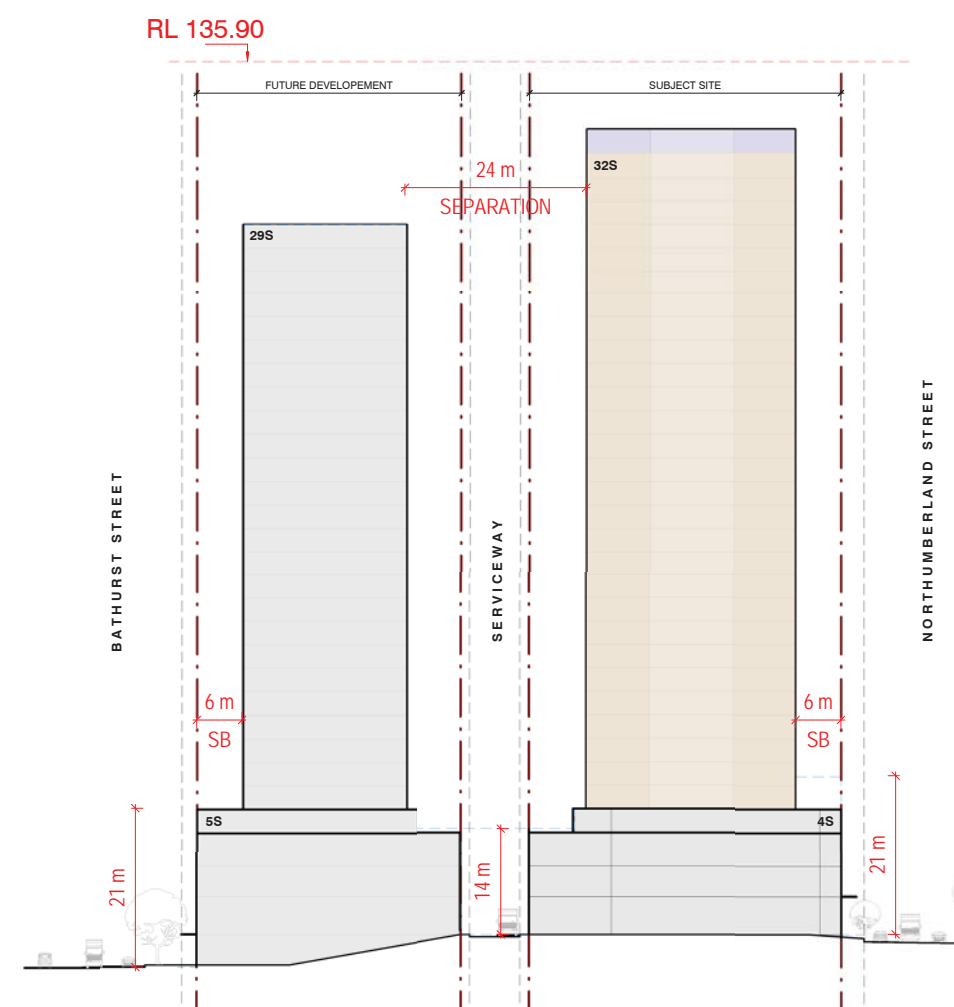 RL 135.90
FUTURE DEVELOPEMENT
SUBJECT SITE
24 m
SEPARATION
32S
29S
BATHURST STREET
SERVICEWAY
NORTHUMBERLAND STREET
6 m
SB
6 m
SB
5S
4S
21 m
14 m
21 m